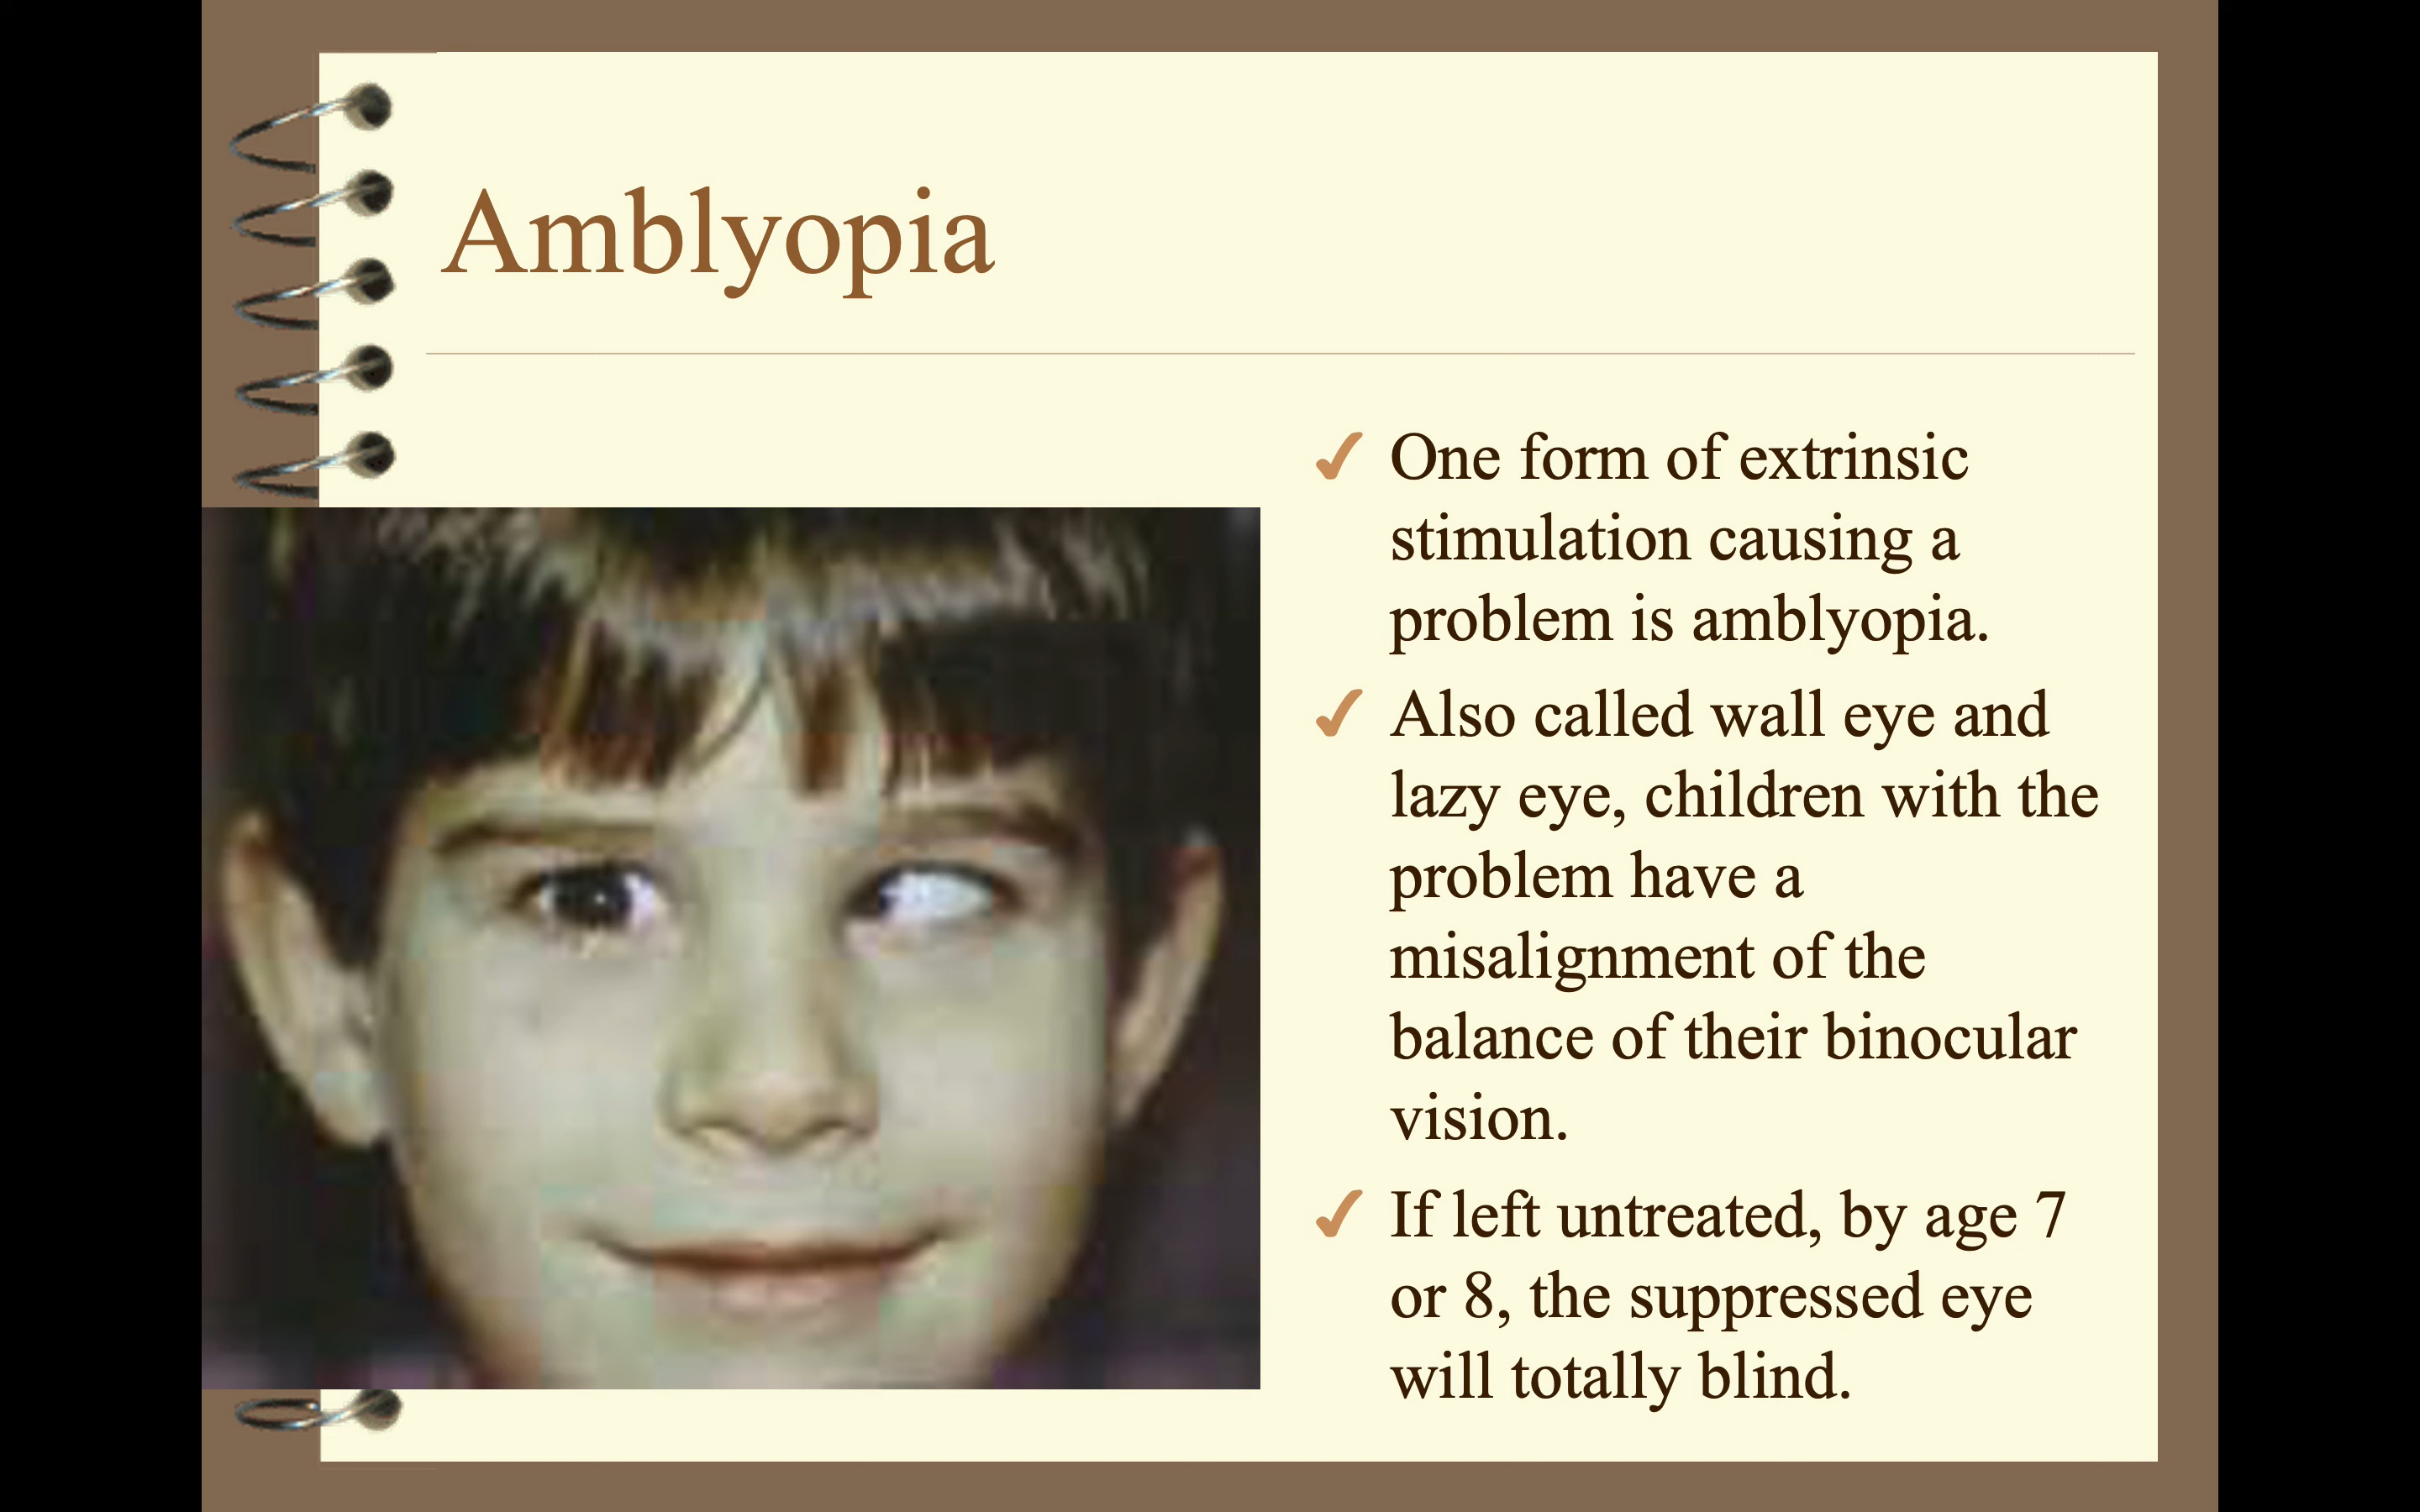 Amblyopia
✓ One form of extrinsic
stimulation causing a
problem is amblyopia.
✓ Also called wall eye and
lazy eye, children with the
problem have a
misalignment of the
balance of their binocular
vision.
✓ If left untreated, by age 7
or 8, the suppressed eye
will totally blind.